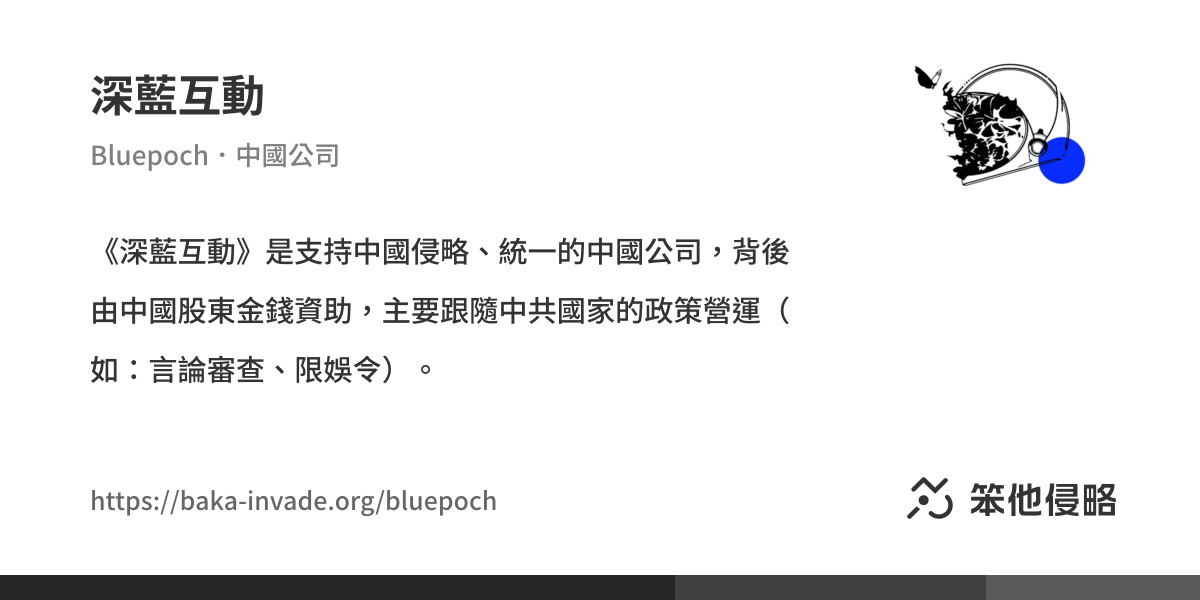 深藍互動
Bluepoch・中國公司
《深藍互動》是支持中國侵略、統一的中國公司，背後
由中國股東金錢資助，主要跟隨中共國家的政策營運（
如：言論審查、限娛令）。
https://baka-invade.org/bluepoch
笨他侵略